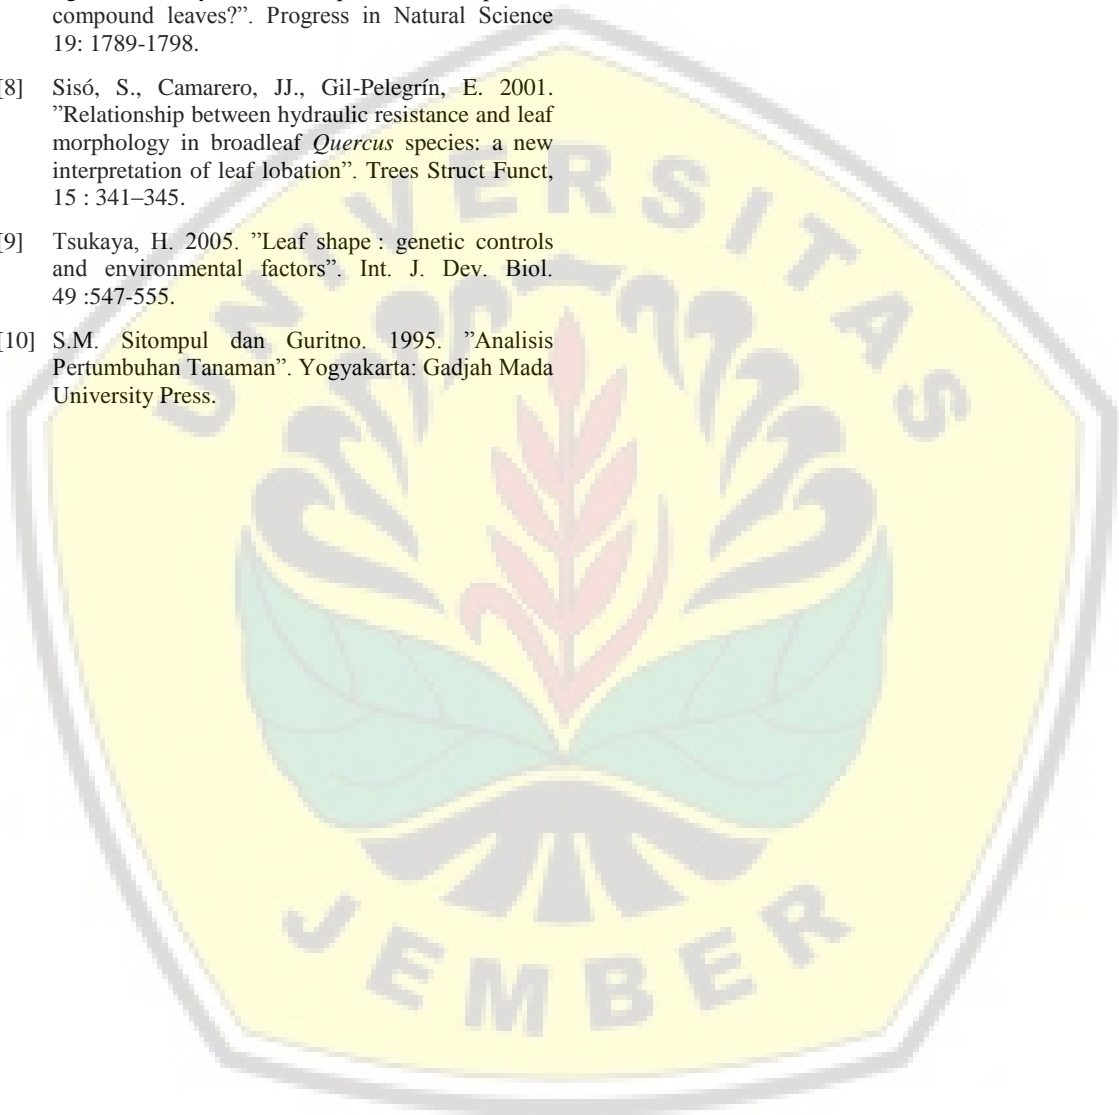 compound leaves?”. Progress in Natural Science
19: 1789-1798.
[8] Sisó, S., Camarero, JJ., Gil-Pelegrín, E. 2001.
”Relationship between hydraulic resistance and leaf
morphology in broadleaf Quercus species: a new
interpretation of leaf lobation”. Trees Struct Funct,
15 : 341–345.
[9] Tsukaya, H. 2005. ”Leaf shape : genetic controls
and environmental factors”. Int. J. Dev. Biol.
49 :547-555.
[10] S.M. Sitompul dan Guritno. 1995. ”Analisis
Pertumbuhan Tanaman”. Yogyakarta: Gadjah Mada
University Press.
UNIVERSITAS
JEMBER